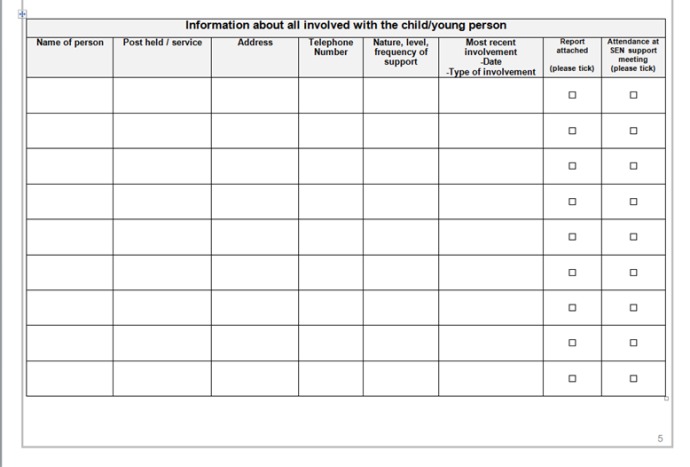 Information about all involved with the child/young person
Name of person
Post held / service
Address
Telephone
Number
Nature, level,
frequency of
support
Most recent
involvement
-Date
-Type of involvement
Report
attached
(please tick)
Attendance at
SEN support
meeting
(please tick)
5